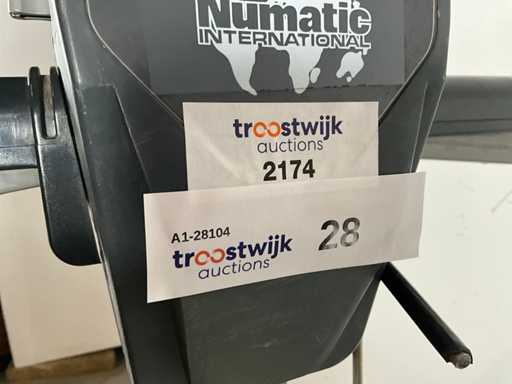 Numatic
INTERNATIONAL
troostwijk
auctions
2174
A1-28104
troostwijk
auctions
28